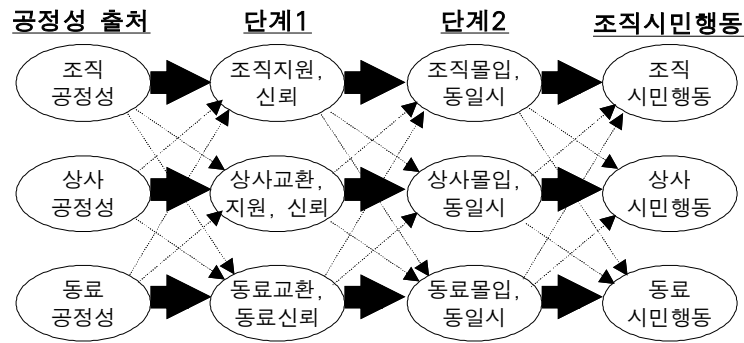 공정성 출처 단계1 단계2 조직시민행동
조직
공정성
조직지원,
신뢰
조직몰입,
동일시
조직
시민행동
상사
공정성
상사교환,
지원, 신뢰
상사몰입,
동일시
상사
시민행동
동료
공정성
동료교환,
동료신뢰
동료몰입,
동일시
동료
시민행동